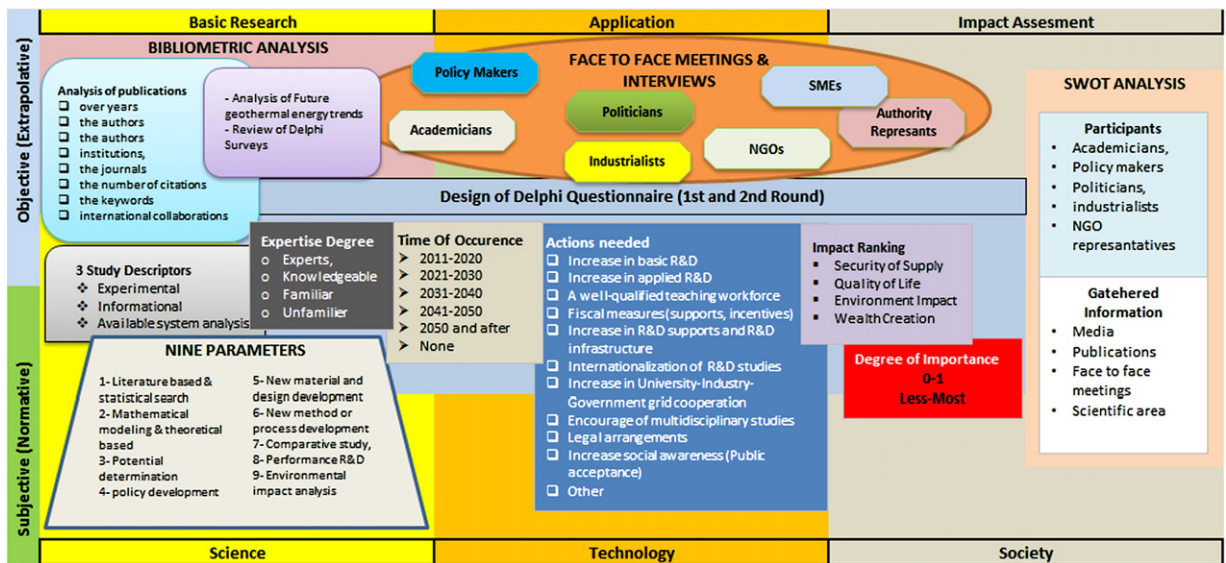 Basic Research
Application
Impact Assesment
Objective (Extrapolative)
Subjective (Normative)
BIBLIOMETRIC ANALYSIS
Analysis of publications
over years
the authors
the authors
institutions,
the journals
the number of citations
the keywords
international collaborations
- Analysis of Future
geothermal energy trends
- Review of Delphi
Surveys
FACE TO FACE MEETINGS &
INTERVIEWS
Policy Makers
Academicians
Politicians
Industrialists
SMEs
NGOs
Authority
Represants
SWOT ANALYSIS
Participants
• Academicians,
• Policy makers
• Politicians,
• industrialists
• NGO
represantatives
Gatehered
Information
• Media
• Publications
• Face to face
meetings
• Scientific area
Design of Delphi Questionnaire (1st and 2nd Round)
3 Study Descriptors
❖ Experimental
❖ Informational
❖ Available system analysis
Expertise Degree
o Experts,
o Knowledgeable
o Familiar
o Unfamilier
Time Of Occurence
➢ 2011-2020
➢ 2021-2030
➢ 2031-2040
➢ 2041-2050
➢ 2050 and after
➢ None
Actions needed
Increase in basic R&D
Increase in applied R&D
A well-qualified teaching workforce
Fiscal measures (supports, incentives)
Increase in R&D supports and R&D
infrastructure
Internationalization of R&D studies
Increase in University-Industry-
Government grid cooperation
Encourage of multidisciplinary studies
Legal arrangements
Increase social awareness (Public
acceptance)
Other
Impact Ranking
▪ Security of Supply
▪ Quality of Life
▪ Environment Impact
▪ Wealth Creation
Degree of Importance
0-1
Less-Most
NINE PARAMETERS
1- Literature based &
statistical search
2- Mathematical
modeling & theoretical
based
3- Potential
determination
4- policy development
5- New material and
design development
6- New method or
process development
7- Comparative study,
8- Performance R&D
9- Environmental
impact analysis
Science
Technology
Society